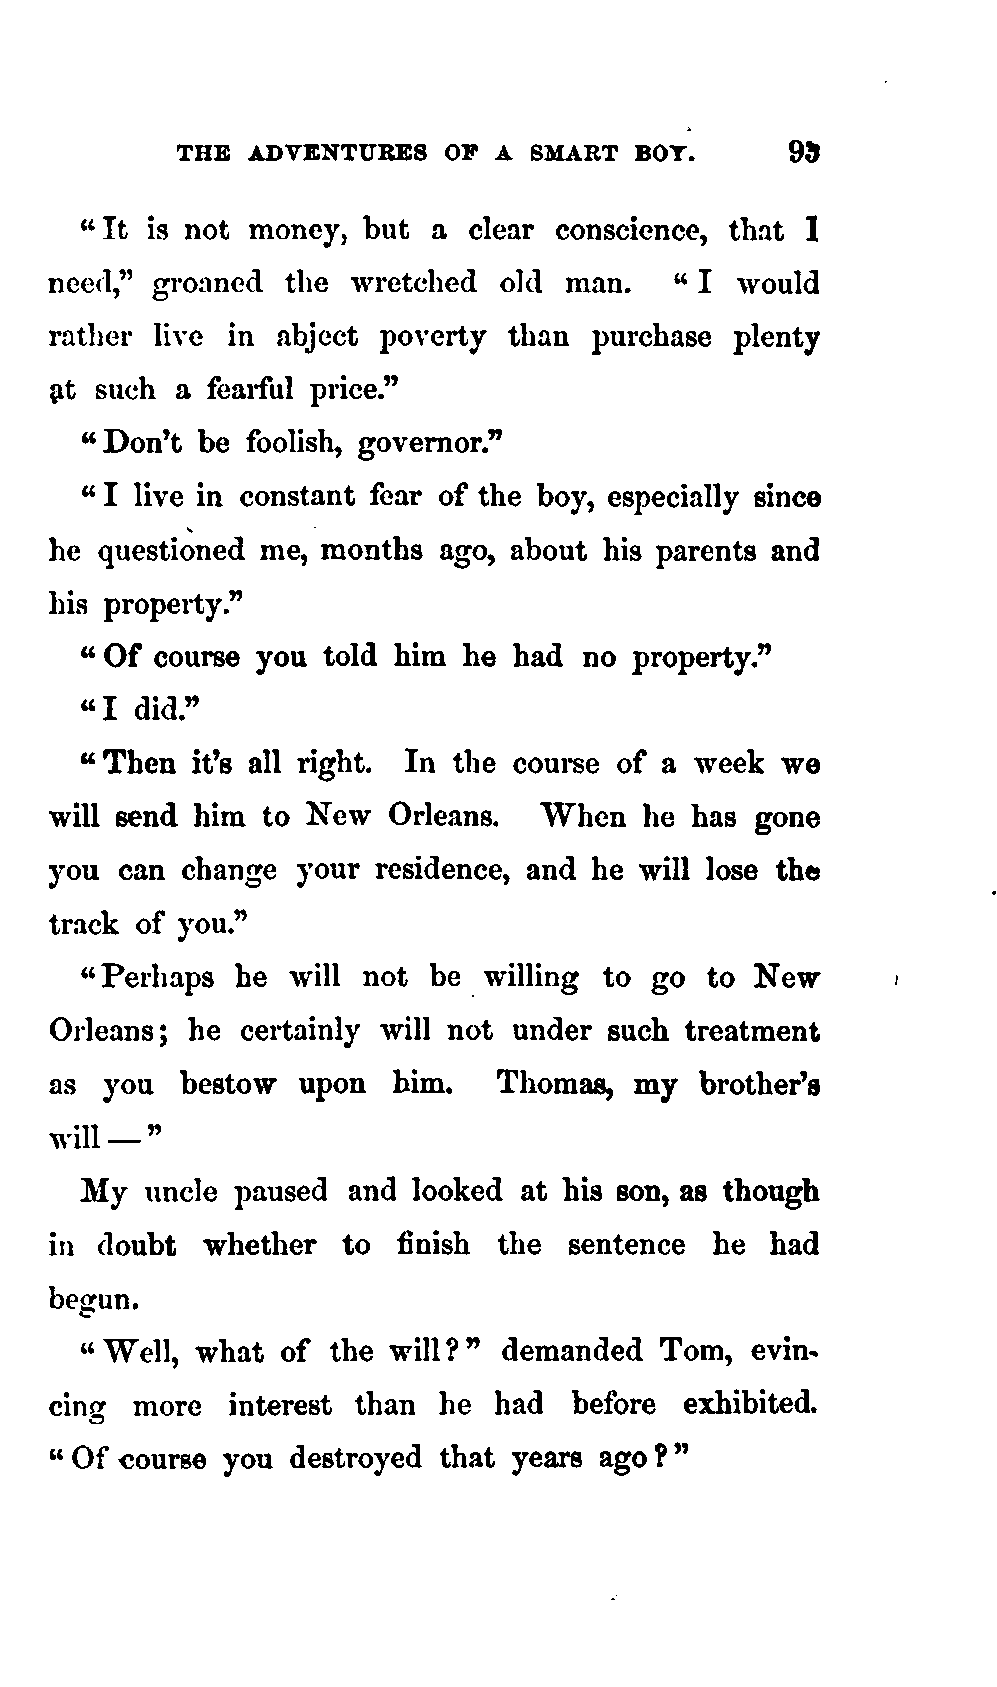 THE ADVENTURES OF A SMART BOY. 93
"It is not money, but a clear conscience, that I
need," groaned the wretched old man. "I would
rather live in abject poverty than purchase plenty
at such a fearful price."
"Don't be foolish, governor."
"I live in constant fear of the boy, especially since
he questioned me, months ago, about his parents and
his property."
"Of course you told him he had no property."
"I did."
"Then it's all right. In the course of a week we
will send him to New Orleans. When he has gone
you can change your residence, and he will lose the
track of you."
"Perhaps he will not be willing to go to New
Orleans; he certainly will not under such treatment
as you bestow upon him. Thomas, my brother's
will — "
My uncle paused and looked at his son, as though
in doubt whether to finish the sentence he had
begun.
"Well, what of the will?" demanded Tom, evin-
cing more interest than he had before exhibited.
"Of course you destroyed that years ago?"